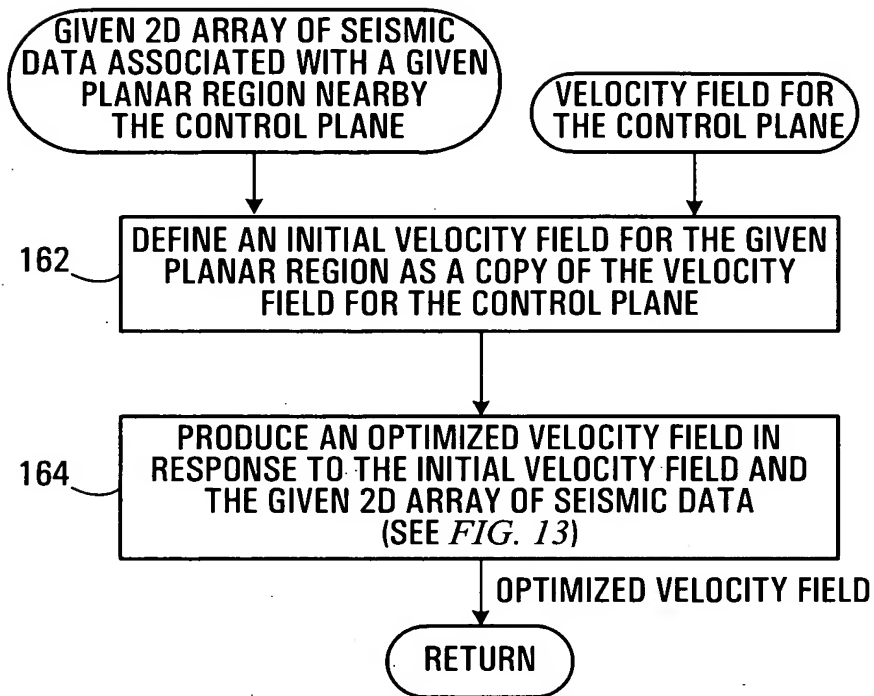 GIVEN 2D ARRAY OF SEISMIC
DATA ASSOCIATED WITH A GIVEN
PLANAR REGION NEARBY
THE CONTROL PLANE
VELOCITY FIELD FOR
THE CONTROL PLANE
162
DEFINE AN INITIAL VELOCITY FIELD FOR THE GIVEN
PLANAR REGION AS A COPY OF THE VELOCITY
FIELD FOR THE CONTROL PLANE
164
PRODUCE AN OPTIMIZED VELOCITY FIELD IN
RESPONSE TO THE INITIAL VELOCITY FIELD AND
THE GIVEN 2D ARRAY OF SEISMIC DATA
(SEE FIG. 13)
OPTIMIZED VELOCITY FIELD
RETURN